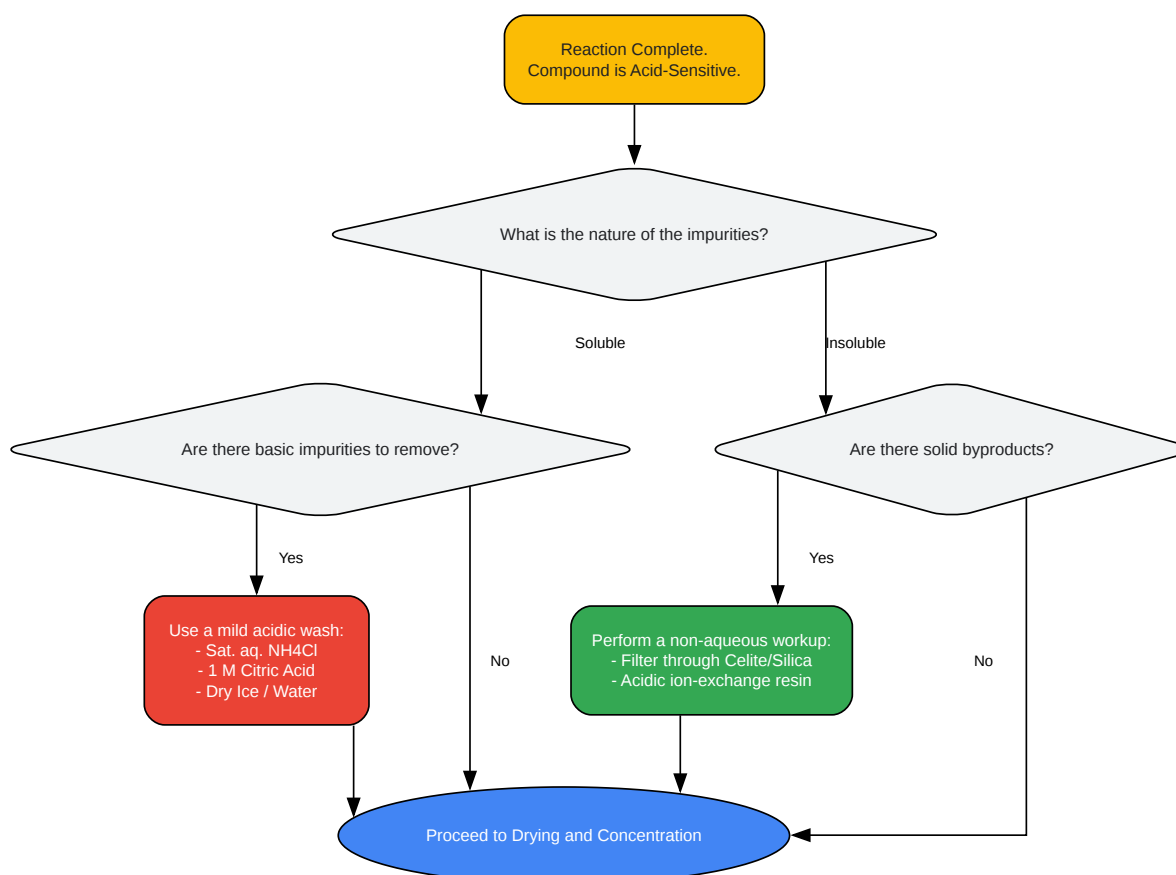 Reaction Complete.
Compound is Acid-Sensitive.
What is the nature of the impurities?
Soluble
Insoluble
Are there basic impurities to remove?
Are there solid byproducts?
Yes
Yes
Use a mild acidic wash:
- Sat. aq. NH4Cl
- 1 M Citric Acid
- Dry Ice / Water
No
Perform a non-aqueous workup:
- Filter through Celite/Silica
- Acidic ion-exchange resin
No
Proceed to Drying and Concentration